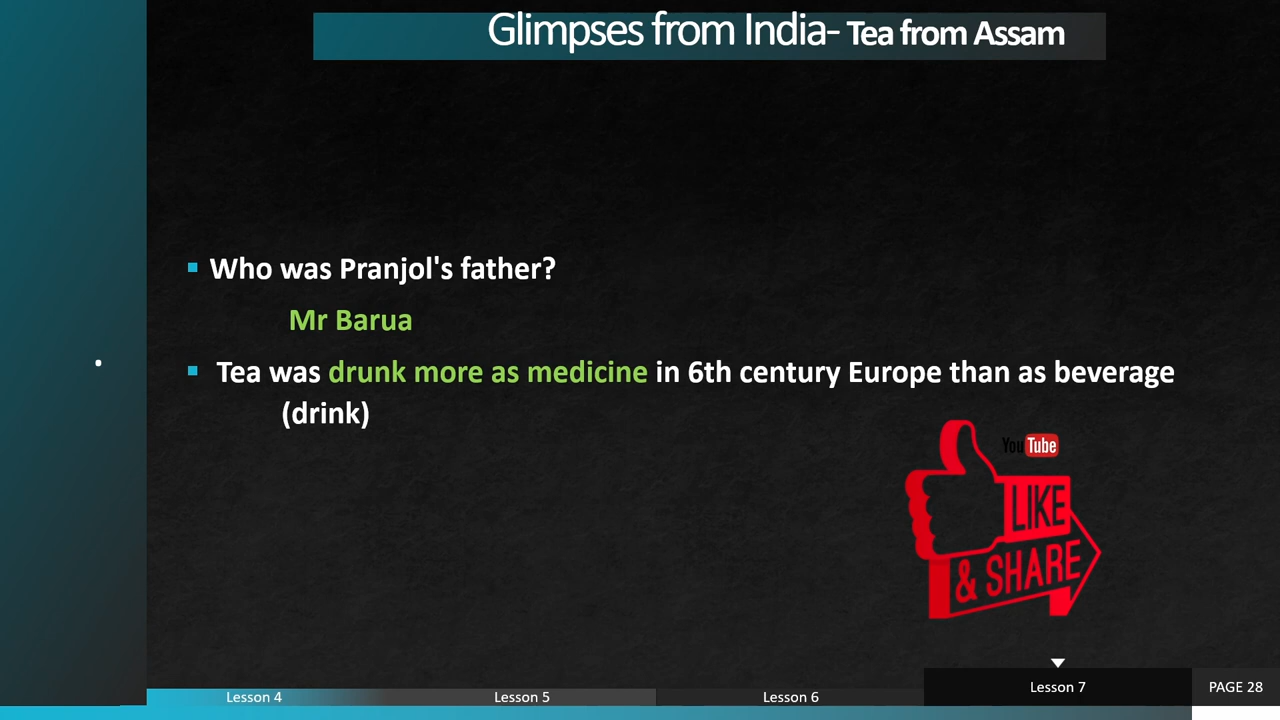 Glimpses from India- Tea from Assam
Who was Pranjol's father?
Mr Barua
Tea was drunk more as medicine in 6th century Europe than as beverage
(drink)
YouTube
LIKE
& SHARE
Lesson 4
Lesson 5
Lesson 6
Lesson 7
PAGE 28